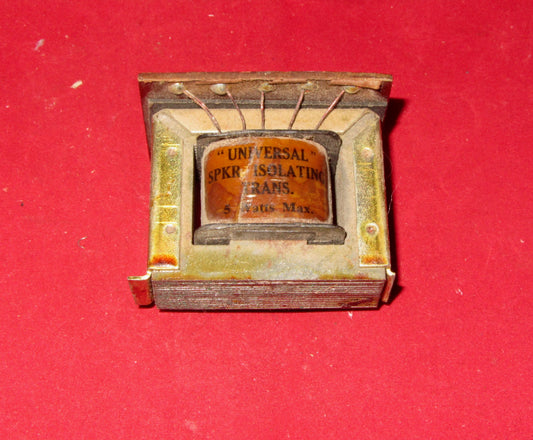 "UNIVERSAL"
SPKR. ISOLATING
TRANS.
5 Watts Max.